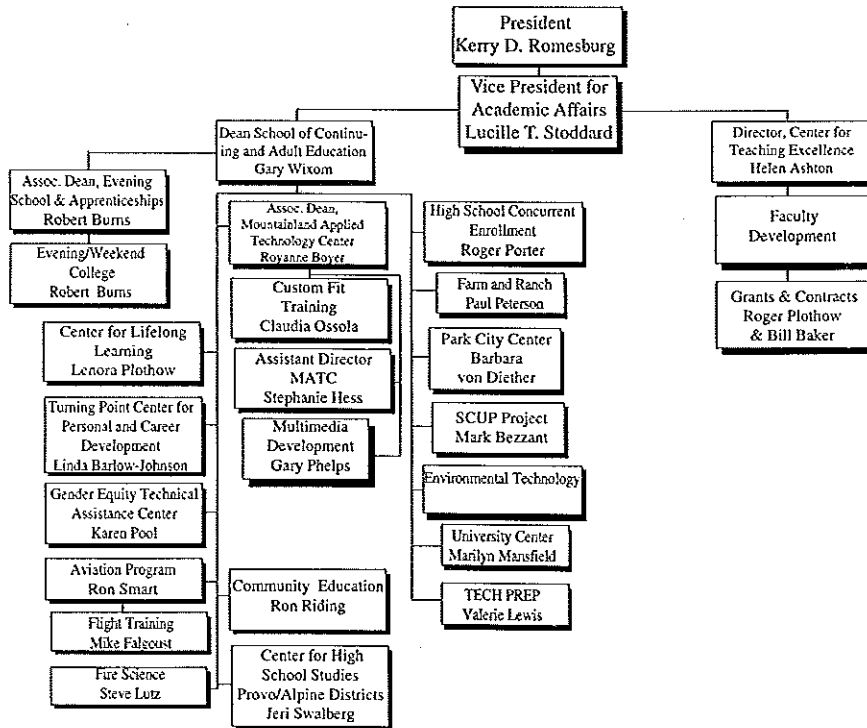 President
Kerry D. Romesburg
Vice President for
Academic Affairs
Lucille T. Stoddard
Dean School of Continu-
ing and Adult Education
Gary Wixom
Director, Center for
Teaching Excellence
Helen Ashton
Assoc. Dean, Evening
School & Apprenticeships
Robert Burns
Evening/Weekend
College
Robert Burns
Assoc. Dean,
Mountainland Applied
Technology Center
Royanne Boyer
High School Concurrent
Enrollment
Roger Porter
Faculty
Development
Custom Fit
Training
Claudia Ossola
Farm and Ranch
Paul Peterson
Grants & Contracts
Roger Plothow
& Bill Baker
Center for Lifelong
Learning
Lenora Plothow
Assistant Director
MATC
Stephanie Hess
Park City Center
Barbara
von Diether
Turning Point Center for
Personal and Career
Development
Linda Barlow-Johnson
Multimedia
Development
Gary Phelps
SCUP Project
Mark Bezzant
Gender Equity Technical
Assistance Center
Karen Pool
Environmental Technology
University Center
Marilyn Mansfield
Aviation Program
Ron Smart
Community Education
Ron Riding
TECH PREP
Valerie Lewis
Flight Training
Mike Falgoust
Fire Science
Steve Lutz
Center for High
School Studies
Provo/Alpine Districts
Jeri Swalberg